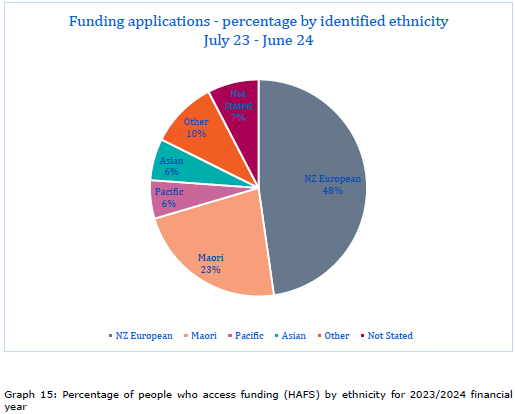 Funding applications - percentage by identified ethnicity
July 23 - June 24
Not
Stated
7%
Other
10%
Asian
6%
Pacific
6%
NZ European
48%
Maori
23%
NZ European Maori Pacific Asian Other Not Stated
Graph 15: Percentage of people who access funding (HAFS) by ethnicity for 2023/2024 financial
year